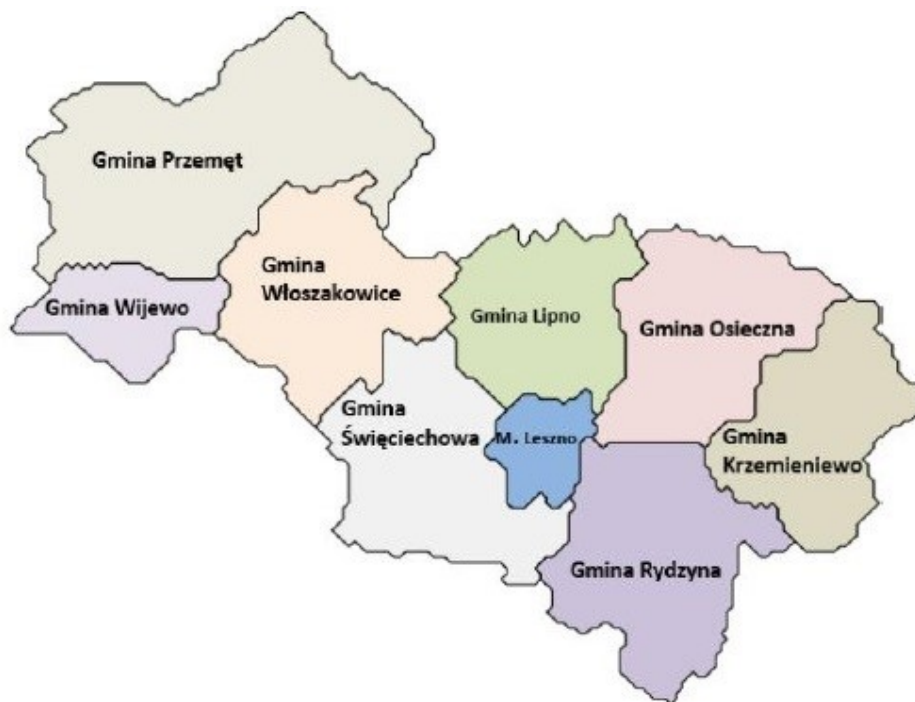 Gmina Przemęt
Gmina
Włoszakowice
Gmina Wijewo
Gmina Lipno
Gmina Osieczna
Gmina
Święciechowa
M. Leszno
Gmina
Krzemieniewo
Gmina Rydzyna